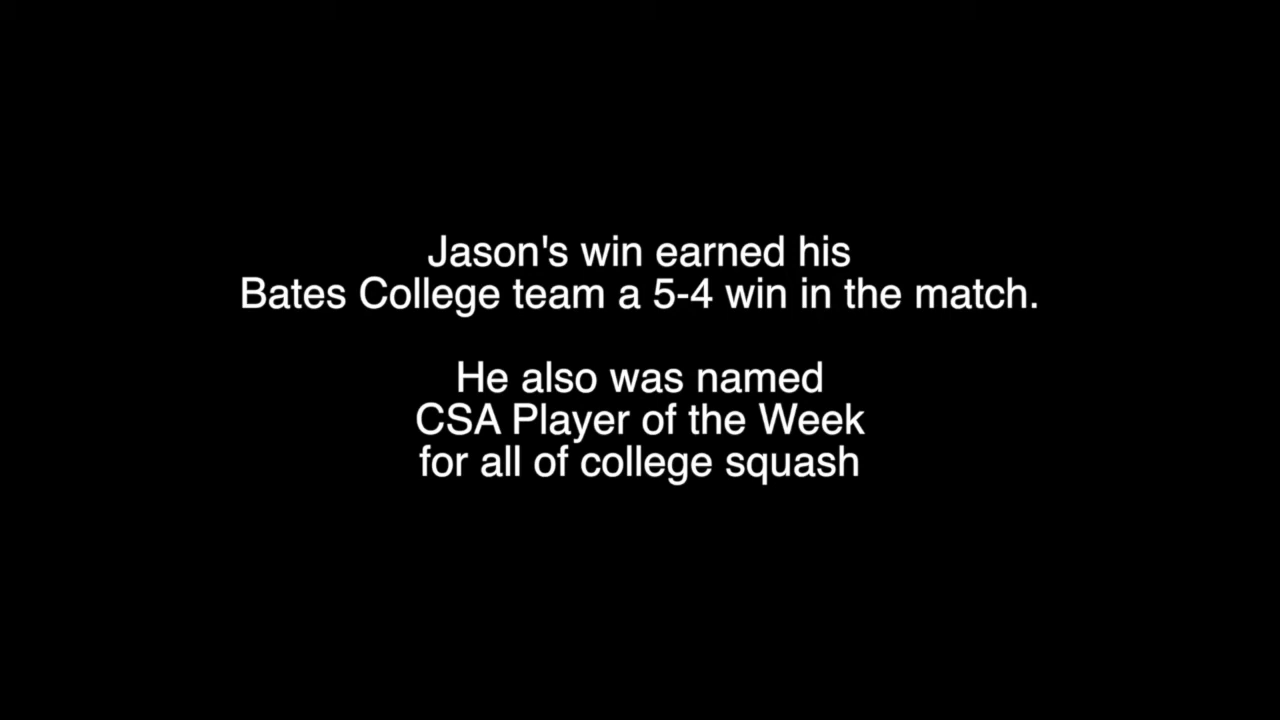 Jason's win earned his
Bates College team a 5-4 win in the match.
He also was named
CSA Player of the Week
for all of college squash